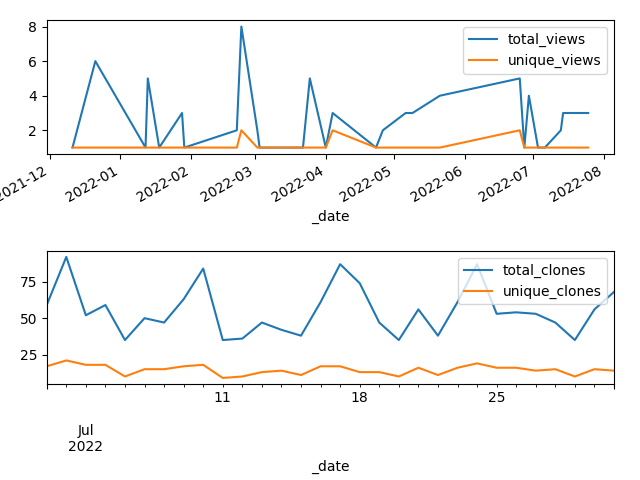 8
6
4
2
total_views
unique_views
2021-12
2022-01
2022-02
2022-03
2022-04
2022-05
2022-06
2022-07
2022-08
_date
75
50
25
total_clones
unique_clones
11
18
25
Jul
2022
_date